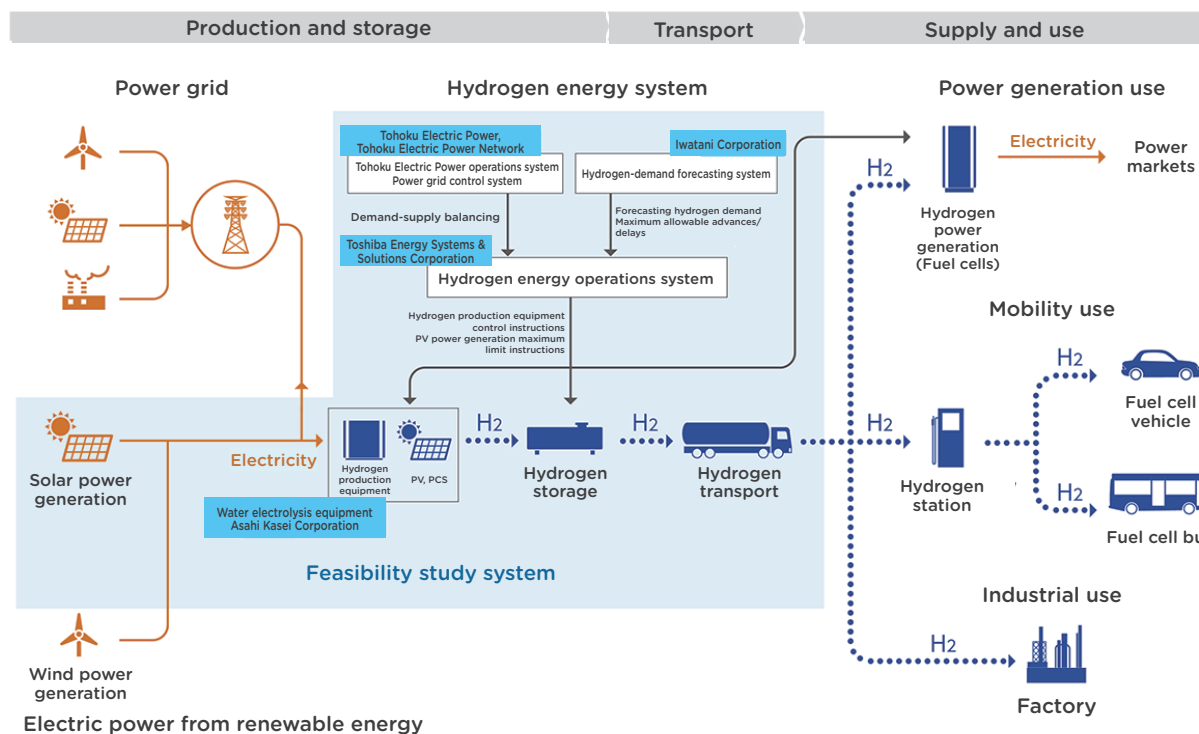 Production and storage
Transport
Supply and use
Power grid
Hydrogen energy system
Power generation use
Tohoku Electric Power,
Tohoku Electric Power Network
Tohoku Electric Power operations system
Power grid control system
Iwatani Corporation
Hydrogen-demand forecasting system
H2
Electricity
Power
markets
Hydrogen
power
generation
(Fuel cells)
Demand-supply balancing
Forecasting hydrogen demand
Maximum allowable advances/
delays
Toshiba Energy Systems &
Solutions Corporation
Hydrogen energy operations system
Hydrogen production equipment
control instructions
PV power generation maximum
limit instructions
Mobility use
H2
Fuel cell
vehicle
Solar power
generation
Electricity
Hydrogen
production
equipment
PV, PCS
H2
Hydrogen
storage
H2
Hydrogen
transport
H2
Hydrogen
station
H2
Fuel cell bu
Water electrolysis equipment
Asahi Kasei Corporation
Feasibility study system
Industrial use
H2
Factory
Wind power
generation
Electric power from renewable energy